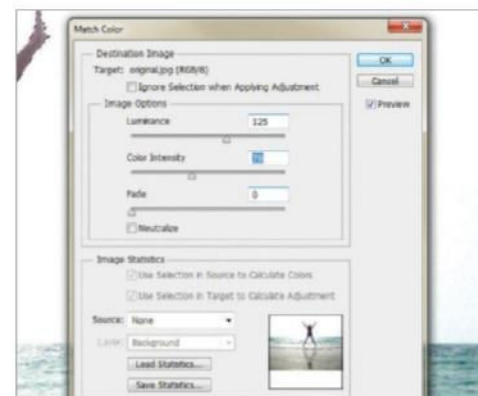 Match Color
Destination Image
Target: original.jpg (RGB/8)
Ignore Selection when Applying Adjustment
Image Options
Luminance 125
Color Intensity
Fade 0
Neutralize
OK
Cancel
Preview
Image Statistics
Use Selection in Source to Calculate Colors
Use Selection in Target to Calculate Adjustment
Source: None
Layer: Background
Load Statistics...
Save Statistics...